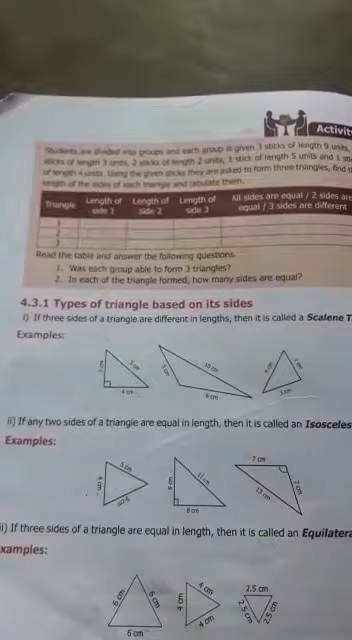 Activit
Students are divided into groups and each group is given 3 sticks of length 9 units,
sticks of length 3 units, 2 sticks of length 2 units, 1 stick of length 5 units and 1 sti
of length 4 units. Using the given sticks they are asked to form three triangles, find t
length of the sides of each triangle and tabulate them.
Triangle Length of side 1 Length of side 2 Length of side 3 All sides are equal / 2 sides are equal / 3 sides are different
1
2
3
Read the table and answer the following questions.
1. Was each group able to form 3 triangles?
2. In each of the triangle formed, how many sides are equal?
4.3.1 Types of triangle based on its sides
i) If three sides of a triangle are different in lengths, then it is called a Scalene T
Examples:
5 cm 10 cm
4 cm 6 cm 3 cm
ii) If any two sides of a triangle are equal in length, then it is called an Isosceles
Examples:
7 cm
5 cm 11 cm 7 cm
8 cm 13 cm
ii) If three sides of a triangle are equal in length, then it is called an Equilatera
xamples:
6 cm 6 cm 4 cm 4 cm 2.5 cm
6 cm 4 cm 2.5 cm 2.5 cm